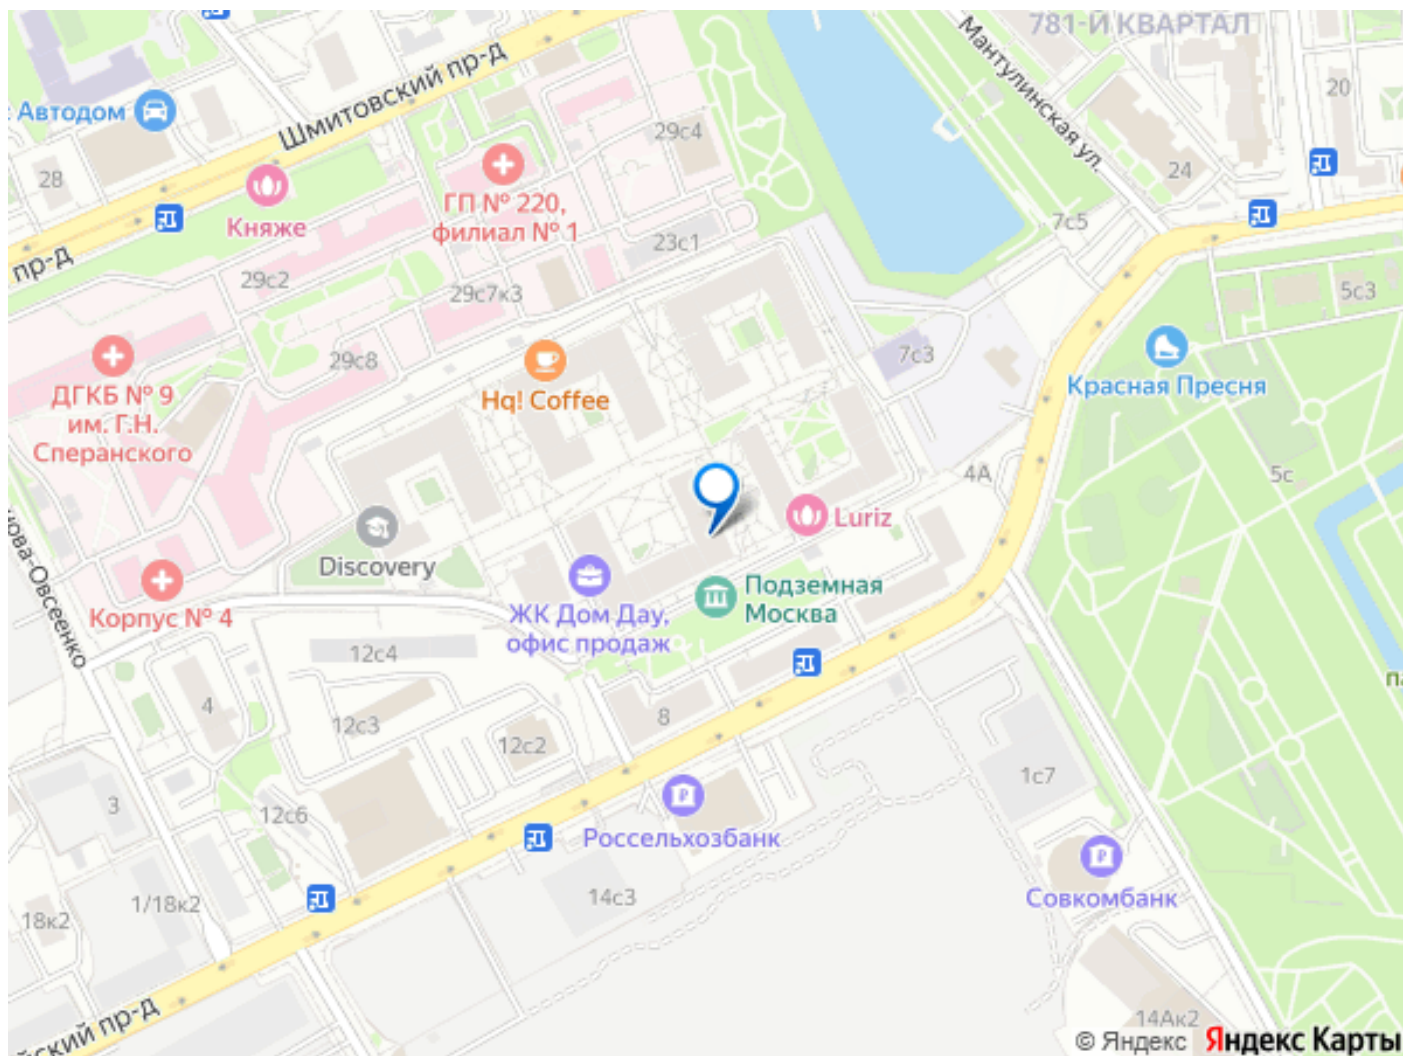 781-Й КВАРТАЛ
Мантулинская ул.
20
Шмитовский пр-д
Автодом
29с4
28
24
ГП № 220,
филиал № 1
Княже
7с5
23с1
пр-д
29с2
29с7к3
5с3
ДГКБ № 9
им. Г.Н.
Сперанского
29с8
Hq! Coffee
7с3
Красная Пресня
4А
5с
Luriz
Discovery
Корпус № 4
ЖК Дом Дау,
офис продаж
Подземная
Москва
12с4
4
12с3
8
12с2
1с7
3
12с6
Россельхозбанк
Совкомбанк
14с3
1/18к2
18к2
14Ак2
© Яндекс Яндекс Карты